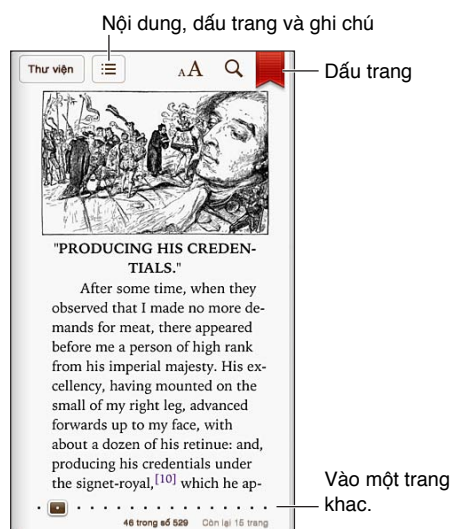 Nội dung, dấu trang và ghi chú
Thư viện
AA
Dấu trang
"PRODUCING HIS CREDEN-
TIALS."
After some time, when they
observed that I made no more de-
mands for meat, there appeared
before me a person of high rank
from his imperial majesty. His ex-
cellency, having mounted on the
small of my right leg, advanced
forwards up to my face, with
about a dozen of his retinue: and,
producing his credentials under
the signet-royal,[10] which he ap-
Vào một trang
khac.
46 trong số 529 Còn lại 15 trang